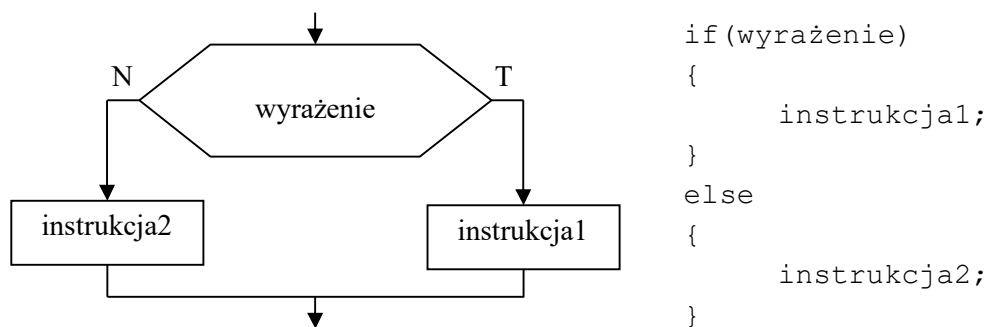 N
T
wyrażenie
instrukcja2
instrukcja1
if(wyrażenie)
{
instrukcja1;
}
else
{
instrukcja2;
}